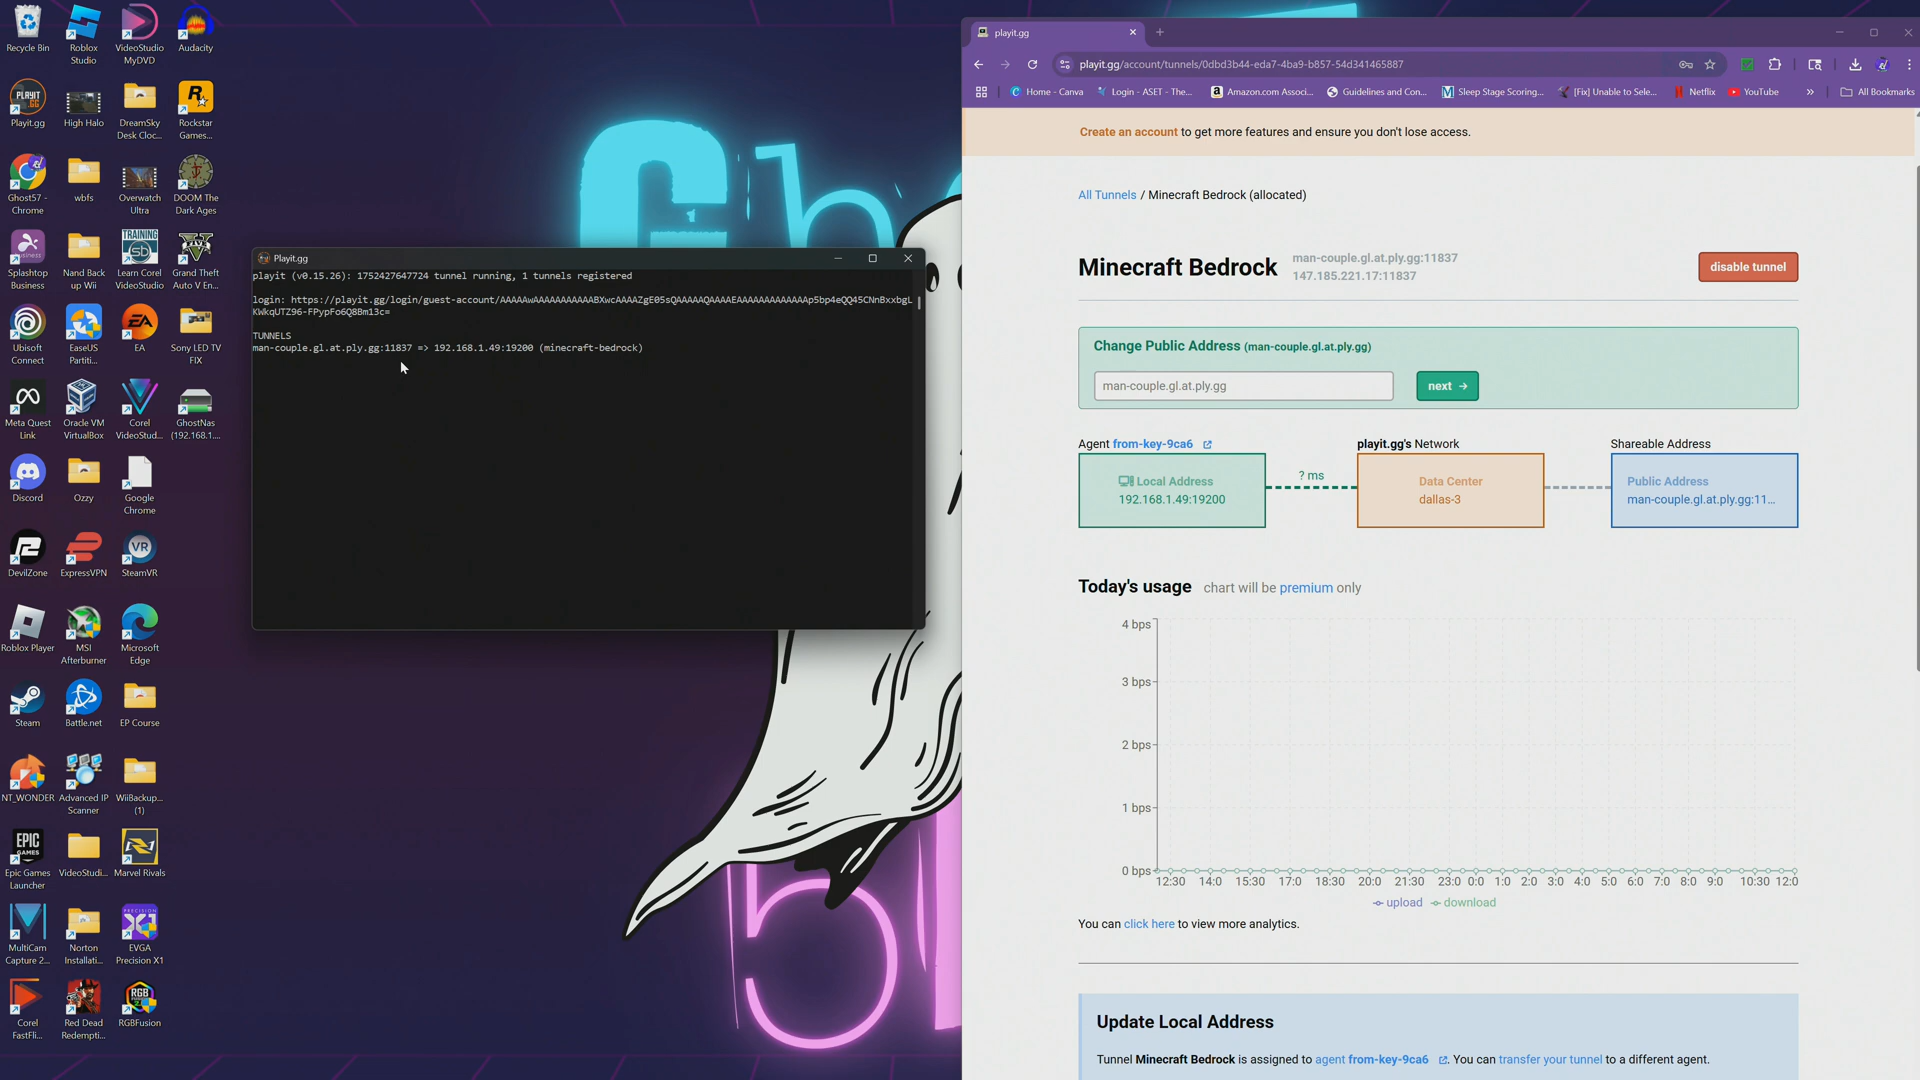 Recycle Bin
Roblox Studio
VideoStudio MyDVD
Audacity
Playit.gg
High Halo
DreamSky Desk Cloc...
Rockstar Games...
Ghost57 - Chrome
wbfs
Overwatch Ultra
DOOM The Dark Ages
Splashtop Business
Nand Back up Wii
Learn Corel VideoStudio
Grand Theft Auto V En...
Ubisoft Connect
EaseUS Partiti...
EA
Sony LED TV FIX
Meta Quest Link
Oracle VM VirtualBox
Corel VideoStud...
GhostNas (192.168.1....
Discord
Ozzy
Google Chrome
DevilZone
ExpressVPN
SteamVR
Roblox Player
MSI Afterburner
Microsoft Edge
Steam
Battle.net
EP Course
NT_WONDER
Advanced IP Scanner
WiiBackup... (1)
Epic Games Launcher
VideoStudi...
Marvel Rivals
MultiCam Capture 2...
Norton Installati...
EVGA Precision X1
Corel FastFli...
Red Dead Redempti...
RGBFusion
Playit.gg
playit (v0.15.26): 1752427647724 tunnel running, 1 tunnels registered
TUNNELS
man-couple.gl.at.ply.gg:11837 => 192.168.1.49:19200 (minecraft-bedrock)
playit.gg
playit.gg/account/tunnels/0dbd3b44-eda7-4ba9-b857-54d341465887
Home - Canva
Login - ASET - The...
Amazon.com Associ...
Guidelines and Con...
Sleep Stage Scoring...
[Fix] Unable to Sele...
Netflix
YouTube
»
All Bookmarks
Create an account to get more features and ensure you don't lose access.
All Tunnels / Minecraft Bedrock (allocated)
Minecraft Bedrock
man-couple.gl.at.ply.gg:11837
147.185.221.17:11837
disable tunnel
Change Public Address (man-couple.gl.at.ply.gg)
man-couple.gl.at.ply.gg
next →
Agent from-key-9ca6
playit.gg's Network
Shareable Address
Local Address
192.168.1.49:19200
? ms
Data Center
dallas-3
Public Address
man-couple.gl.at.ply.gg:11...
Today's usage chart will be premium only
4 bps
3 bps
2 bps
1 bps
0 bps
12:30 14:0 15:30 17:0 18:30 20:0 21:30 23:0 0:0 1:0 2:0 3:0 4:0 5:0 6:0 7:0 8:0 9:0 10:30 12:0
upload download
You can click here to view more analytics.
Update Local Address
Tunnel Minecraft Bedrock is assigned to agent from-key-9ca6. You can transfer your tunnel to a different agent.